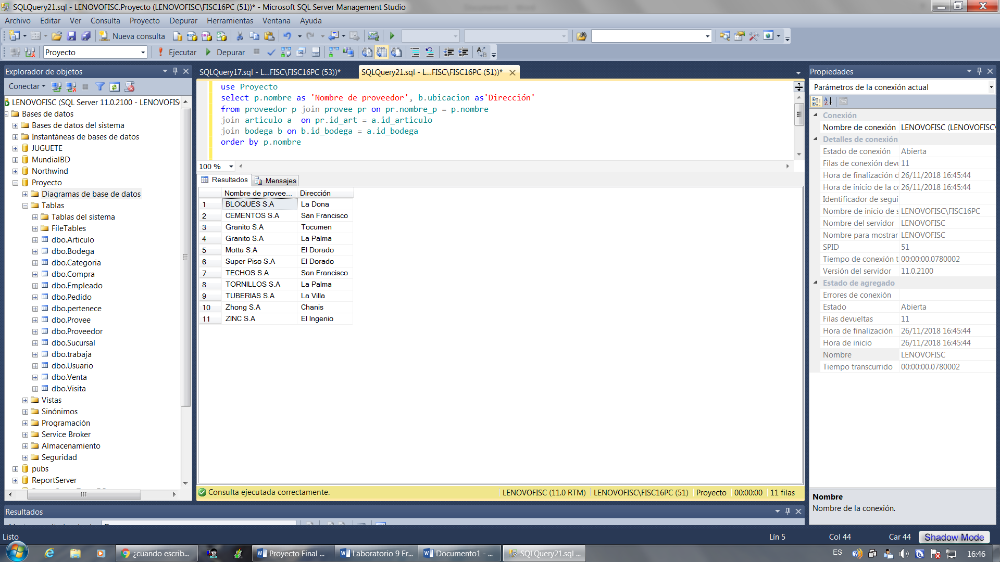 SQLQuery21.sql - LENOVOFISC.Proyecto (LENOVOFISC\FISC16PC (51))* - Microsoft SQL Server Management Studio
Archivo Editar Ver Consulta Proyecto Depurar Herramientas Ventana Ayuda
Nueva consulta
Proyecto Ejecutar Depurar
Explorador de objetos
Conectar
LENOVOFISC (SQL Server 11.0.2100 - LENOVOFIS
Bases de datos
Bases de datos del sistema
Instantáneas de bases de datos
JUGUETE
MundialBD
Northwind
Proyecto
Diagramas de base de datos
Tablas
Tablas del sistema
FileTables
dbo.Articulo
dbo.Bodega
dbo.Categoria
dbo.Compra
dbo.Empleado
dbo.Pedido
dbo.pertenece
dbo.Provee
dbo.Proveedor
dbo.Sucursal
dbo.trabaja
dbo.Usuario
dbo.Venta
dbo.Visita
Vistas
Sinónimos
Programación
Service Broker
Almacenamiento
Seguridad
pubs
ReportServer
SQLQuery17.sql - L...FISC\FISC16PC (53))* SQLQuery21.sql - L...FISC\FISC16PC (51))*
use Proyecto
select p.nombre as 'Nombre de proveedor', b.ubicacion as'Dirección'
from proveedor p join provee pr on pr.nombre_p = p.nombre
join articulo a on pr.id_art = a.id_articulo
join bodega b on b.id_bodega = a.id_bodega
order by p.nombre
100 %
Resultados Mensajes
Nombre de provee... Dirección
1 BLOQUES S.A La Dona
2 CEMENTOS S.A San Francisco
3 Granito S.A Tocumen
4 Granito S.A La Palma
5 Motta S.A El Dorado
6 Super Piso S.A El Dorado
7 TECHOS S.A San Francisco
8 TORNILLOS S.A La Palma
9 TUBERIAS S.A La Villa
10 Zhong S.A Chanis
11 ZINC S.A El Ingenio
Consulta ejecutada correctamente. LENOVOFISC (11.0 RTM) LENOVOFISC\FISC16PC (51) Proyecto 00:00:00 11 filas
Propiedades
Parámetros de la conexión actual
Conexión
Nombre de conexión LENOVOFISC (LENOVOFISC\
Detalles de conexión
Estado de conexión Abierta
Filas de conexión devu 11
Hora de finalización d 26/11/2018 16:45:44
Hora de inicio de la co 26/11/2018 16:45:44
Identificador de segui
Nombre de inicio de s LENOVOFISC\FISC16PC
Nombre del servidor LENOVOFISC
Nombre para mostrar LENOVOFISC
SPID 51
Tiempo de conexión t 00:00:00.0780002
Versión del servidor 11.0.2100
Estado de agregado
Errores de conexión
Estado Abierta
Filas devueltas 11
Hora de finalización 26/11/2018 16:45:44
Hora de inicio 26/11/2018 16:45:44
Nombre LENOVOFISC
Tiempo transcurrido 00:00:00.0780002
Nombre
Nombre de la conexión.
Resultados
Listo Lín 5 Col 44 Car 44 Shadow Mode
¿cuando escrib... Proyecto Final ... Laboratorio 9 Er... Documento1 - ... SQLQuery21.sql ... ES 16:46